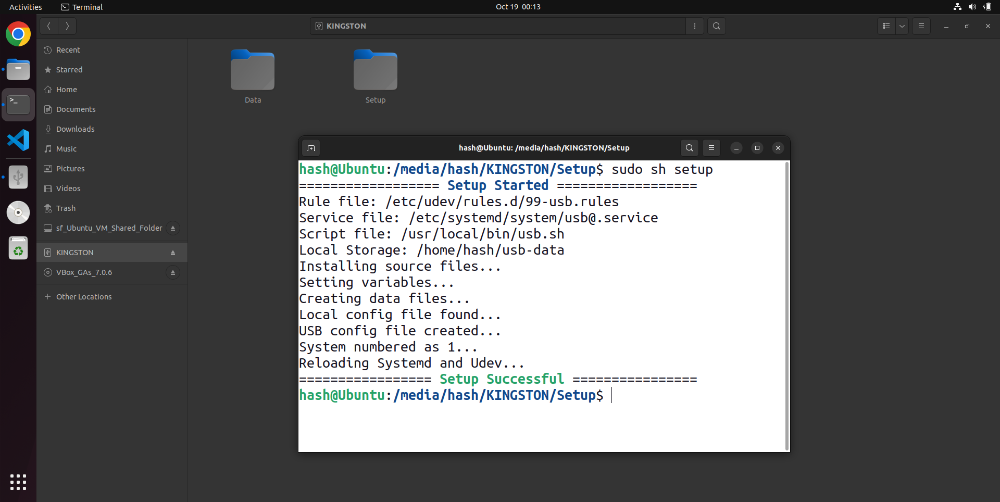 Activities
Terminal
Oct 19 00:13
KINGSTON
Recent
Starred
Home
Documents
Downloads
Music
Pictures
Videos
Trash
sf_Ubuntu_VM_Shared_Folder
KINGSTON
VBox_GAs_7.0.6
Other Locations
Data
Setup
hash@Ubuntu: /media/hash/KINGSTON/Setup
hash@Ubuntu:/media/hash/KINGSTON/Setup$ sudo sh setup
================== Setup Started ==================
Rule file: /etc/udev/rules.d/99-usb.rules
Service file: /etc/systemd/system/usb@.service
Script file: /usr/local/bin/usb.sh
Local Storage: /home/hash/usb-data
Installing source files...
Setting variables...
Creating data files...
Local config file found...
USB config file created...
System numbered as 1...
Reloading Systemd and Udev...
================= Setup Successful ================
hash@Ubuntu:/media/hash/KINGSTON/Setup$